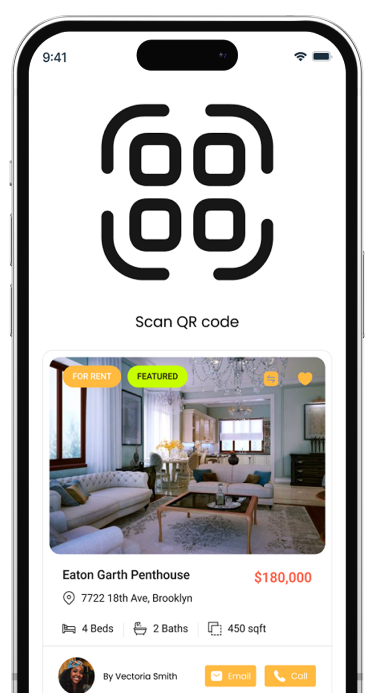 9:41
Scan QR code
FOR RENT FEATURED
Eaton Garth Penthouse $180,000
7722 18th Ave, Brooklyn
4 Beds 2 Baths 450 sqft
By Vectoria Smith Email Call